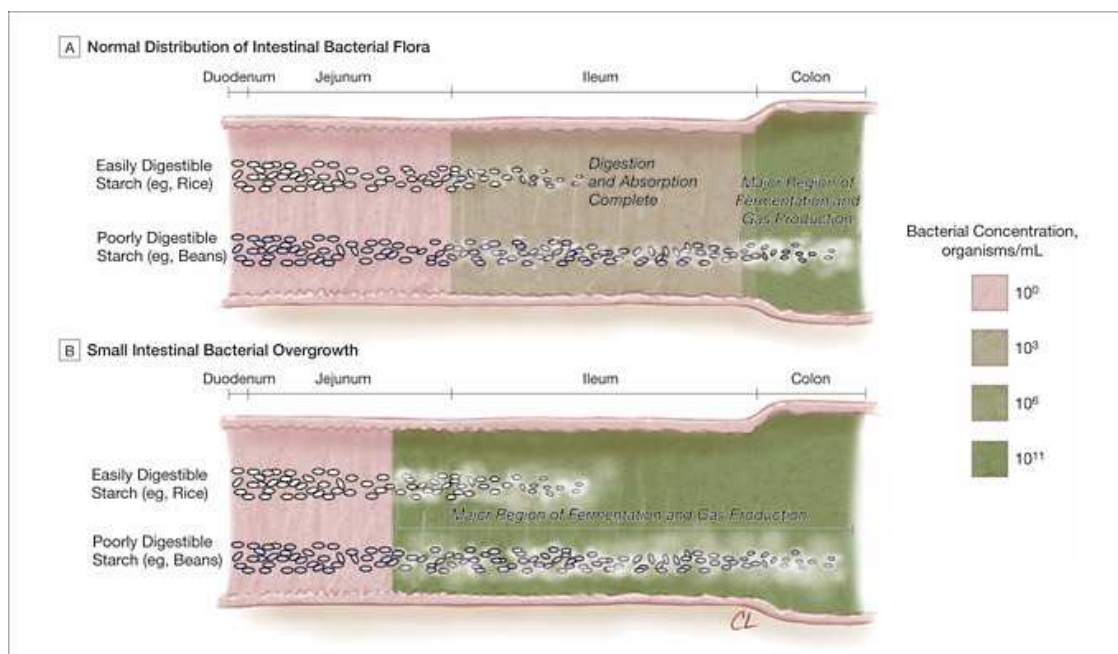 A Normal Distribution of Intestinal Bacterial Flora
Duodenum Jejunum Ileum Colon
Easily Digestible
Starch (eg, Rice)
Digestion
and Absorption
Complete
Major Region of
Fermentation and
Gas Production
Poorly Digestible
Starch (eg, Beans)
Bacterial Concentration,
organisms/mL
10⁰
10³
10⁶
10¹¹
B Small Intestinal Bacterial Overgrowth
Duodenum Jejunum Ileum Colon
Easily Digestible
Starch (eg, Rice)
Major Region of Fermentation and Gas Production
Poorly Digestible
Starch (eg, Beans)
CL